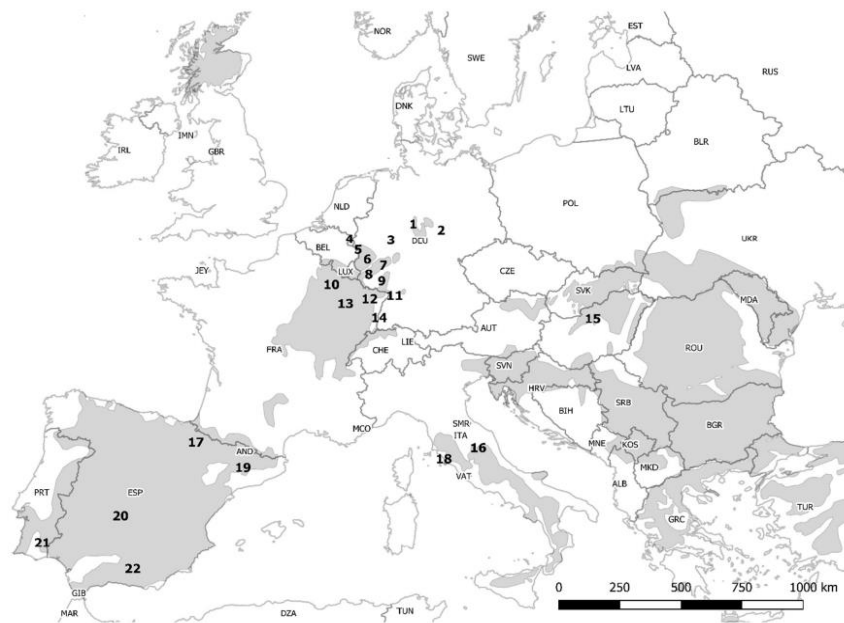 EST
NOR
SWE
LVA
RUS
DNK
LTU
IMN
BLR
IRL
GBR
NLD
1
2
POL
4
3
DEU
5
BEL
6
7
UKR
JEY
LUX
8
CZE
10
9
SVK
12
11
13
MDA
14
15
AUT
LIE
FRA
CHE
ROU
SVN
HRV
SRB
BIH
SMR
MCO
ITA
16
BGR
17
MNE
KOS
AND
18
VAT
MKD
19
ALB
PRT
ESP
TUR
20
GRC
21
22
GIB
0 250 500 750 1000 km
MAR
DZA
TUN